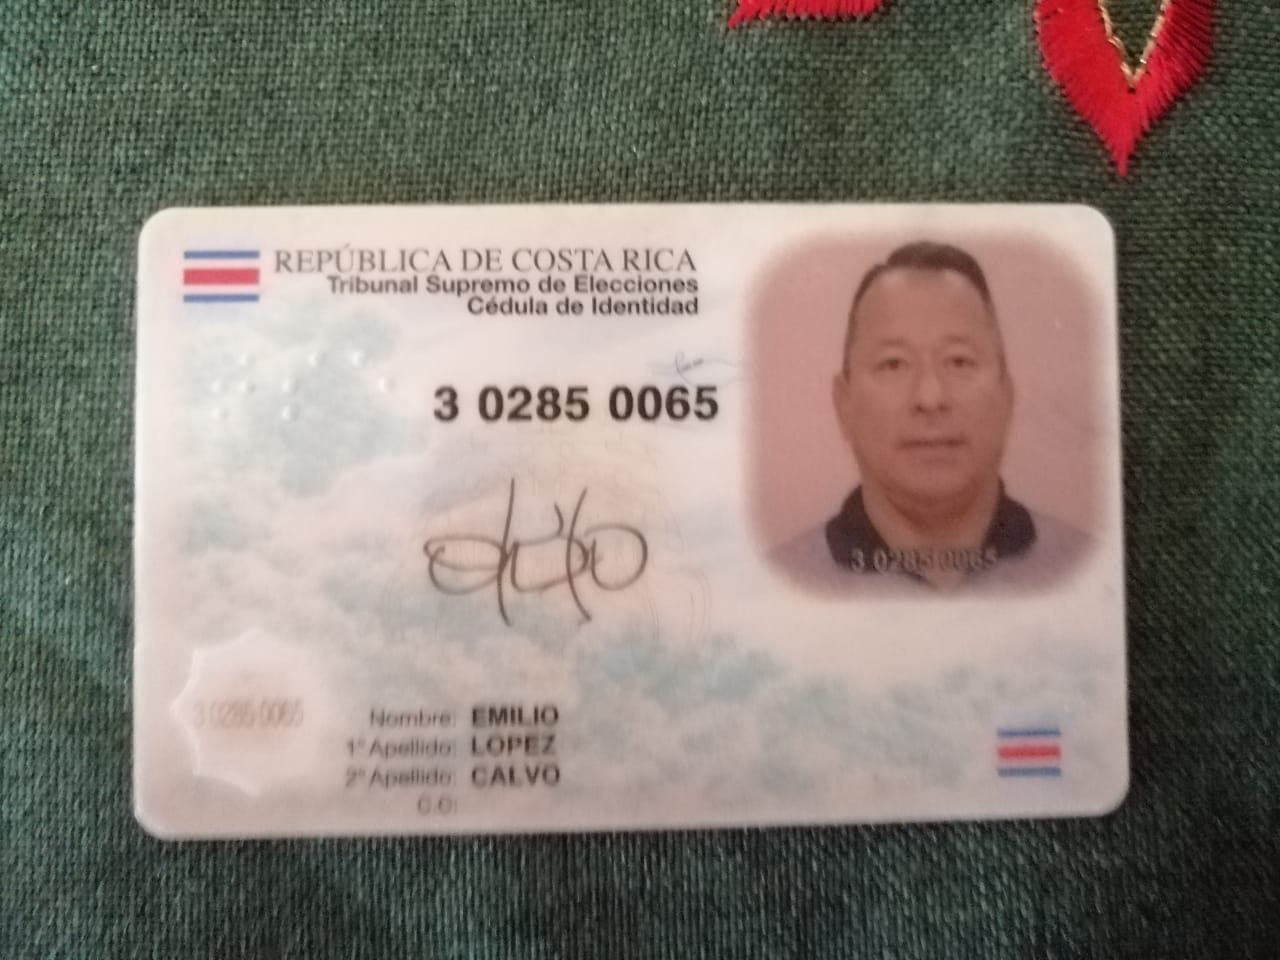 REPÚBLICA DE COSTA RICA
Tribunal Supremo de Elecciones
Cédula de Identidad
3 0285 0065
3 0285 0065
3 0285 0065
Nombre: EMILIO
1° Apellido: LOPEZ
2° Apellido: CALVO
C.C: